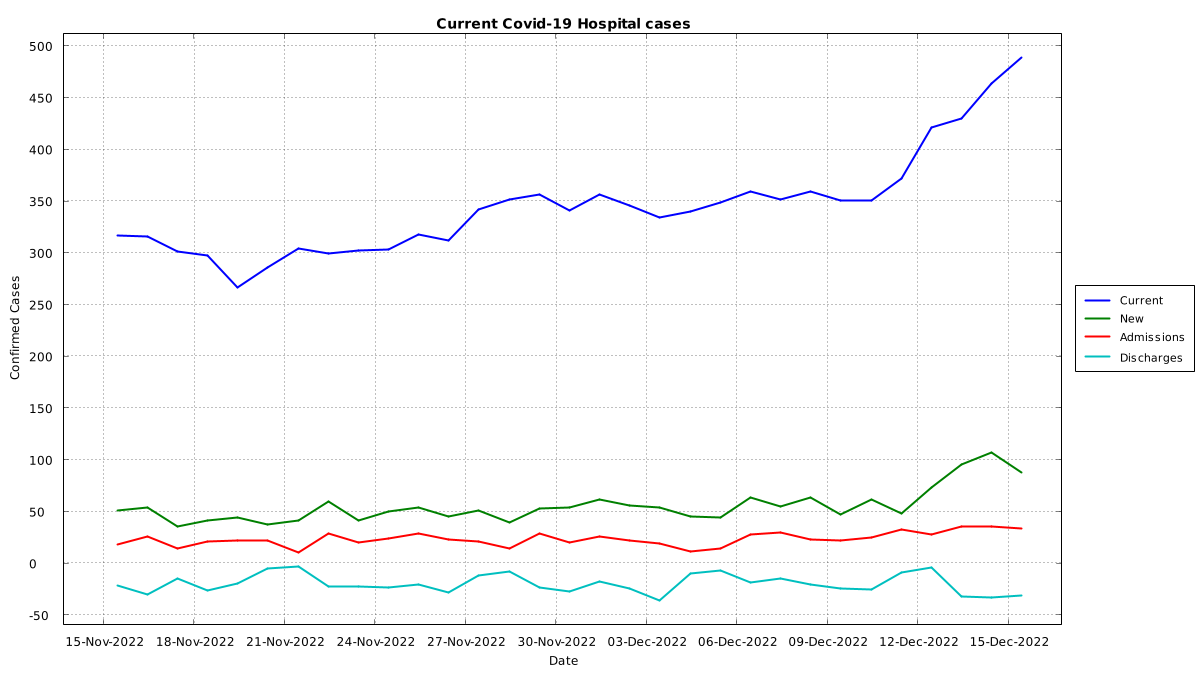 Current Covid-19 Hospital cases
500
450
400
350
300
250
200
150
100
50
0
-50
Confirmed Cases
15-Nov-2022 18-Nov-2022 21-Nov-2022 24-Nov-2022 27-Nov-2022 30-Nov-2022 03-Dec-2022 06-Dec-2022 09-Dec-2022 12-Dec-2022 15-Dec-2022
Date
Current
New
Admissions
Discharges